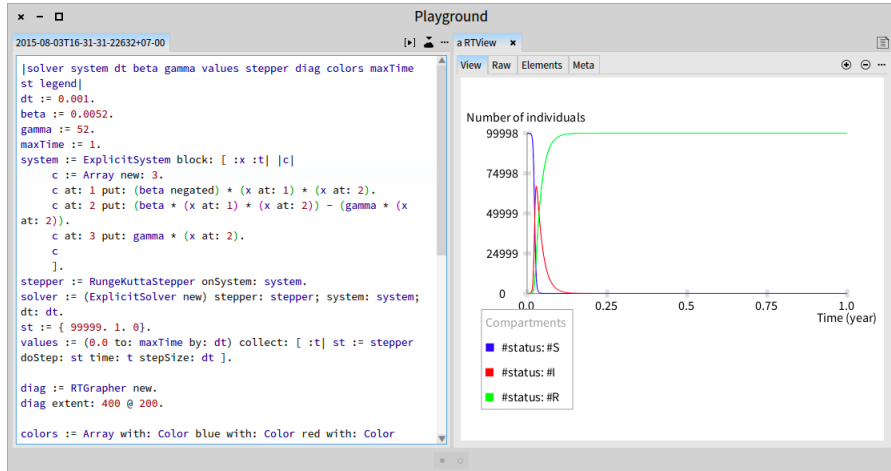 Playground
2015-08-03T16-31-31-22632+07-00
|solver system dt beta gamma values stepper diag colors maxTime
st legend|
dt := 0.001.
beta := 0.0052.
gamma := 52.
maxTime := 1.
system := ExplicitSystem block: [ :x :t| |c|
c := Array new: 3.
c at: 1 put: (beta negated) * (x at: 1) * (x at: 2).
c at: 2 put: (beta * (x at: 1) * (x at: 2)) - (gamma * (x
at: 2)).
c at: 3 put: gamma * (x at: 2).
c
].
stepper := RungeKuttaStepper onSystem: system.
solver := (ExplicitSolver new) stepper: stepper; system: system;
dt: dt.
st := { 99999. 1. 0}.
values := (0.0 to: maxTime by: dt) collect: [ :t| st := stepper
doStep: st time: t stepSize: dt ].
diag := RTGrapher new.
diag extent: 400 @ 200.
colors := Array with: Color blue with: Color red with: Color
a RTView
View Raw Elements Meta
Number of individuals
99998
74998
49999
24999
0
0.0 0.25 0.5 0.75 1.0
Time (year)
Compartments
#status: #S
#status: #I
#status: #R